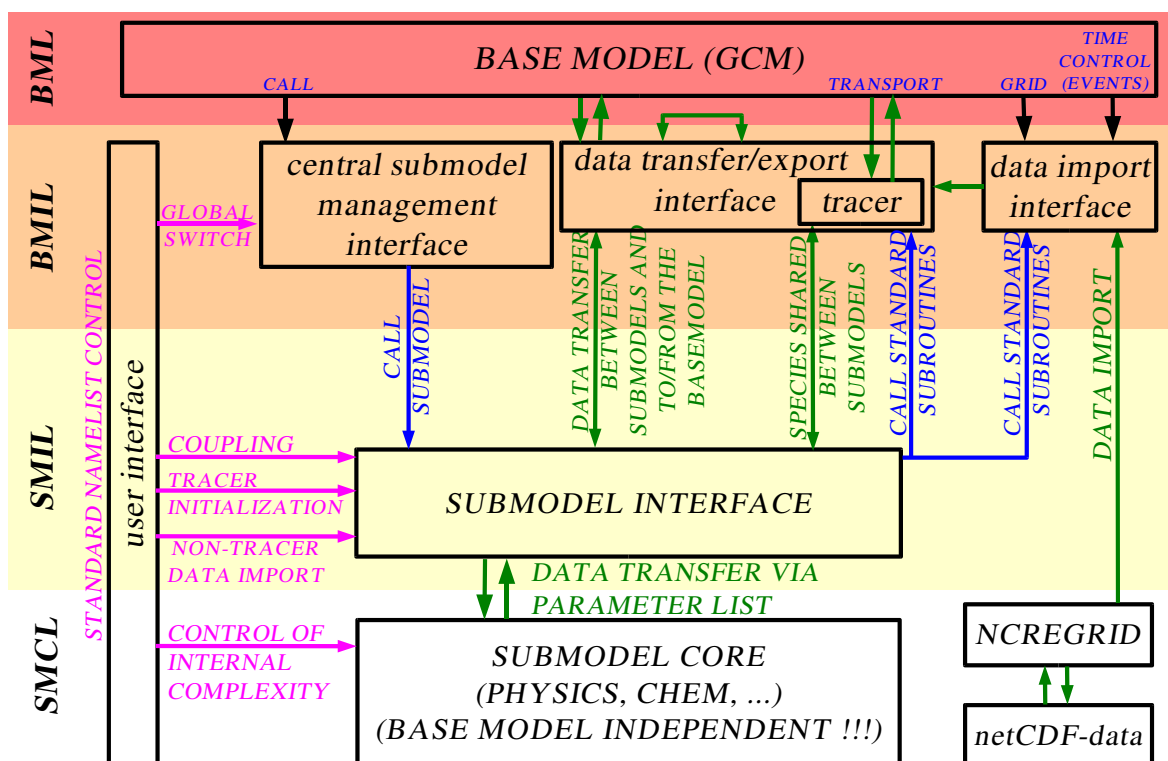 BML
BASE MODEL (GCM)
CALL
TRANSPORT
GRID
TIME
CONTROL
(EVENTS)
BMIL
central submodel
management
interface
data transfer/export
interface
tracer
data import
interface
GLOBAL
SWITCH
STANDARD NAMELIST CONTROL
user interface
CALL
SUBMODEL
DATA TRANSFER
BETWEEN
SUBMODELS AND
TO/FROM THE
BASEMODEL
SPECIES SHARED
BETWEEN
SUBMODELS
CALL STANDARD
SUBROUTINES
CALL STANDARD
SUBROUTINES
DATA IMPORT
SMIL
COUPLING
TRACER
INITIALIZATION
NON-TRACER
DATA IMPORT
SUBMODEL INTERFACE
DATA TRANSFER VIA
PARAMETER LIST
SMCL
CONTROL OF
INTERNAL
COMPLEXITY
SUBMODEL CORE
(PHYSICS, CHEM, ...)
(BASE MODEL INDEPENDENT !!!)
NCREGRID
netCDF-data